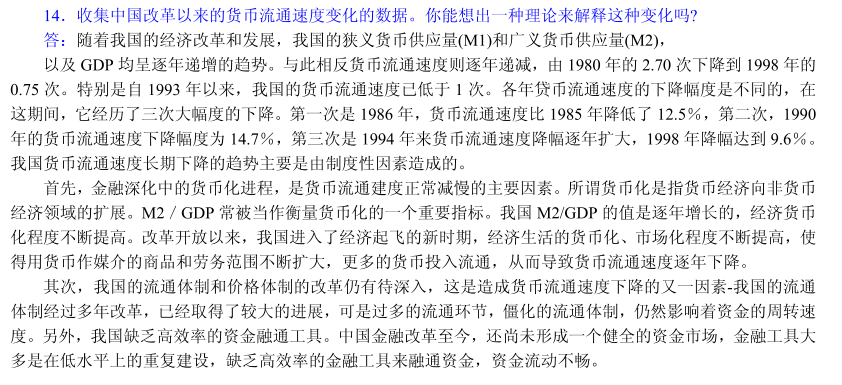 14．收集中国改革以来的货币流通速度变化的数据。你能想出一种理论来解释这种变化吗?
答：随着我国的经济改革和发展，我国的狭义货币供应量(M1)和广义货币供应量(M2)，
以及 GDP 均呈逐年递增的趋势。与此相反货币流通速度则逐年递减，由 1980 年的 2.70 次下降到 1998 年的
0.75 次。特别是自 1993 年以来，我国的货币流通速度已低于 1 次。各年贷币流通速度的下降幅度是不同的，在
这期间，它经历了三次大幅度的下降。第一次是 1986 年，货币流通速度比 1985 年降低了 12.5％，第二次，1990
年的货币流通速度下降幅度为 14.7％，第三次是 1994 年来货币流通速度降幅逐年扩大，1998 年降幅达到 9.6％。
我国货币流通速度长期下降的趋势主要是由制度性因素造成的。
首先，金融深化中的货币化进程，是货币流通建度正常减慢的主要因素。所谓货币化是指货币经济向非货币
经济领域的扩展。M2／GDP 常被当作衡量货币化的一个重要指标。我国 M2/GDP 的值是逐年增长的，经济货币
化程度不断提高。改革开放以来，我国进入了经济起飞的新时期，经济生活的货币化、市场化程度不断提高，使
得用货币作媒介的商品和劳务范围不断扩大，更多的货币投入流通，从而导致货币流通速度逐年下降。
其次，我国的流通体制和价格体制的改革仍有待深入，这是造成货币流通速度下降的又一因素-我国的流通
体制经过多年改革，已经取得了较大的进展，可是过多的流通环节，僵化的流通体制，仍然影响着资金的周转速
度。另外，我国缺乏高效率的资金融通工具。中国金融改革至今，还尚未形成一个健全的资金市场，金融工具大
多是在低水平上的重复建设，缺乏高效率的金融工具来融通资金，资金流动不畅。